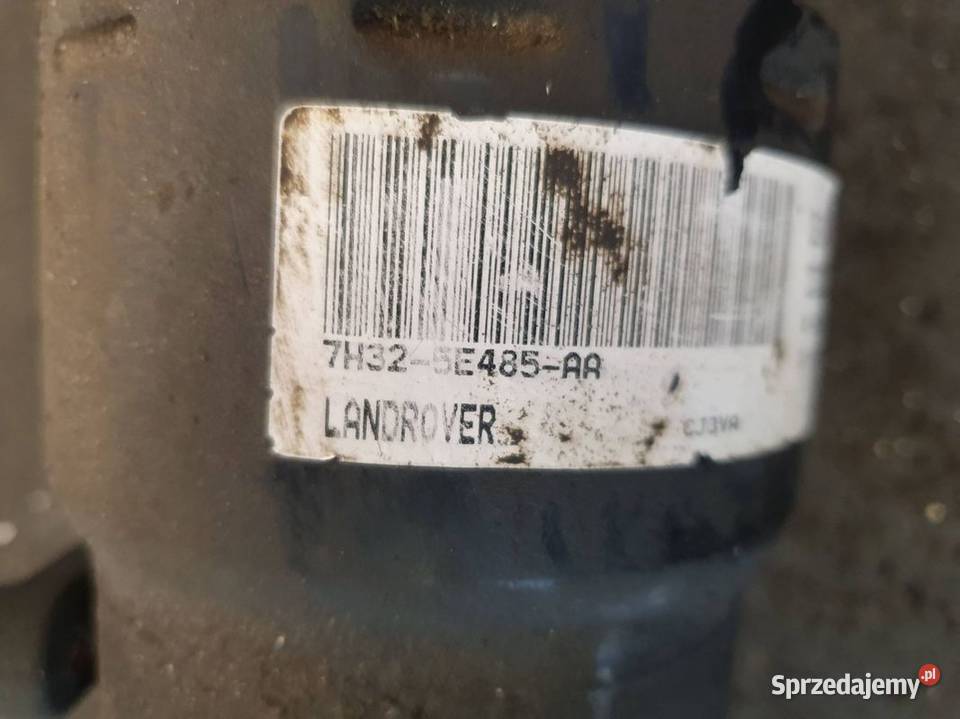 7H32-5E485-AA
LANDROVER
CJ3VA
Sprzedajemy.pl